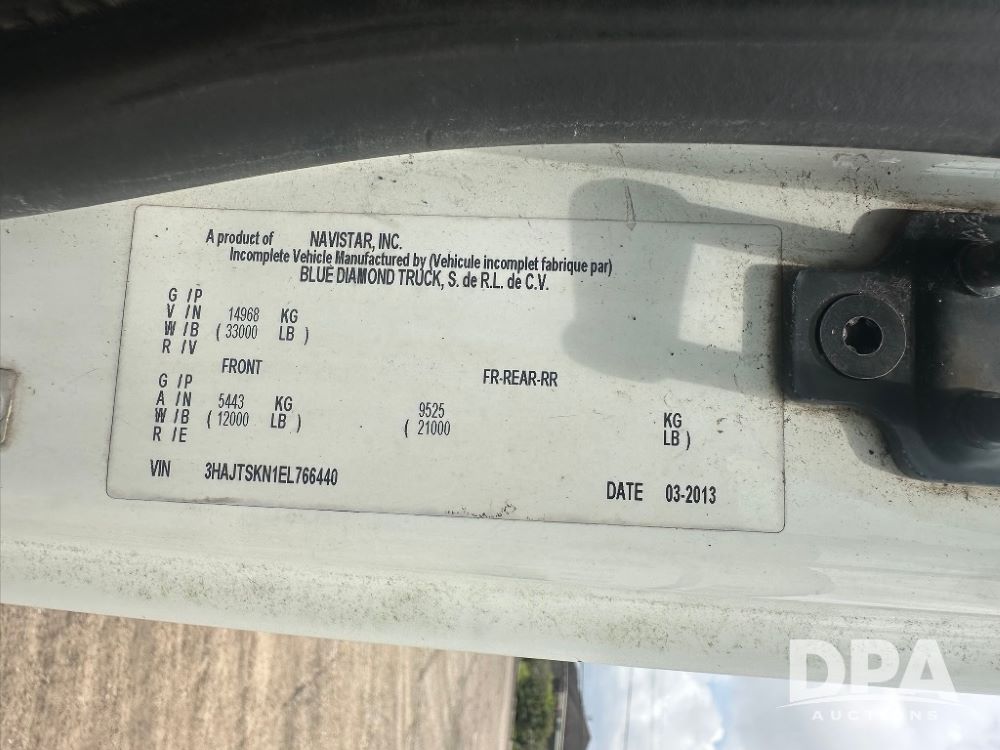 A product of NAVISTAR, INC.
Incomplete Vehicle Manufactured by (Vehicule incomplet fabrique par)
BLUE DIAMOND TRUCK, S. de R.L. de C.V.
G /P
V /N 14968 KG
W /B ( 33000 LB )
R /V
FRONT FR-REAR-RR
G /P
A /N 5443 KG 9525 KG
W /B ( 12000 LB ) ( 21000 LB )
R /E
VIN 3HAJTSKN1EL766440 DATE 03-2013
DPA
AUCTIONS